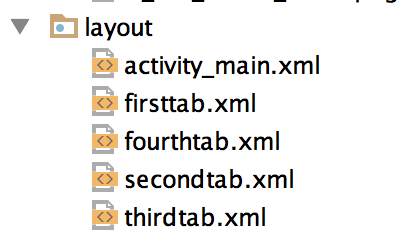 layout
activity_main.xml
firsttab.xml
fourthtab.xml
secondtab.xml
thirdtab.xml